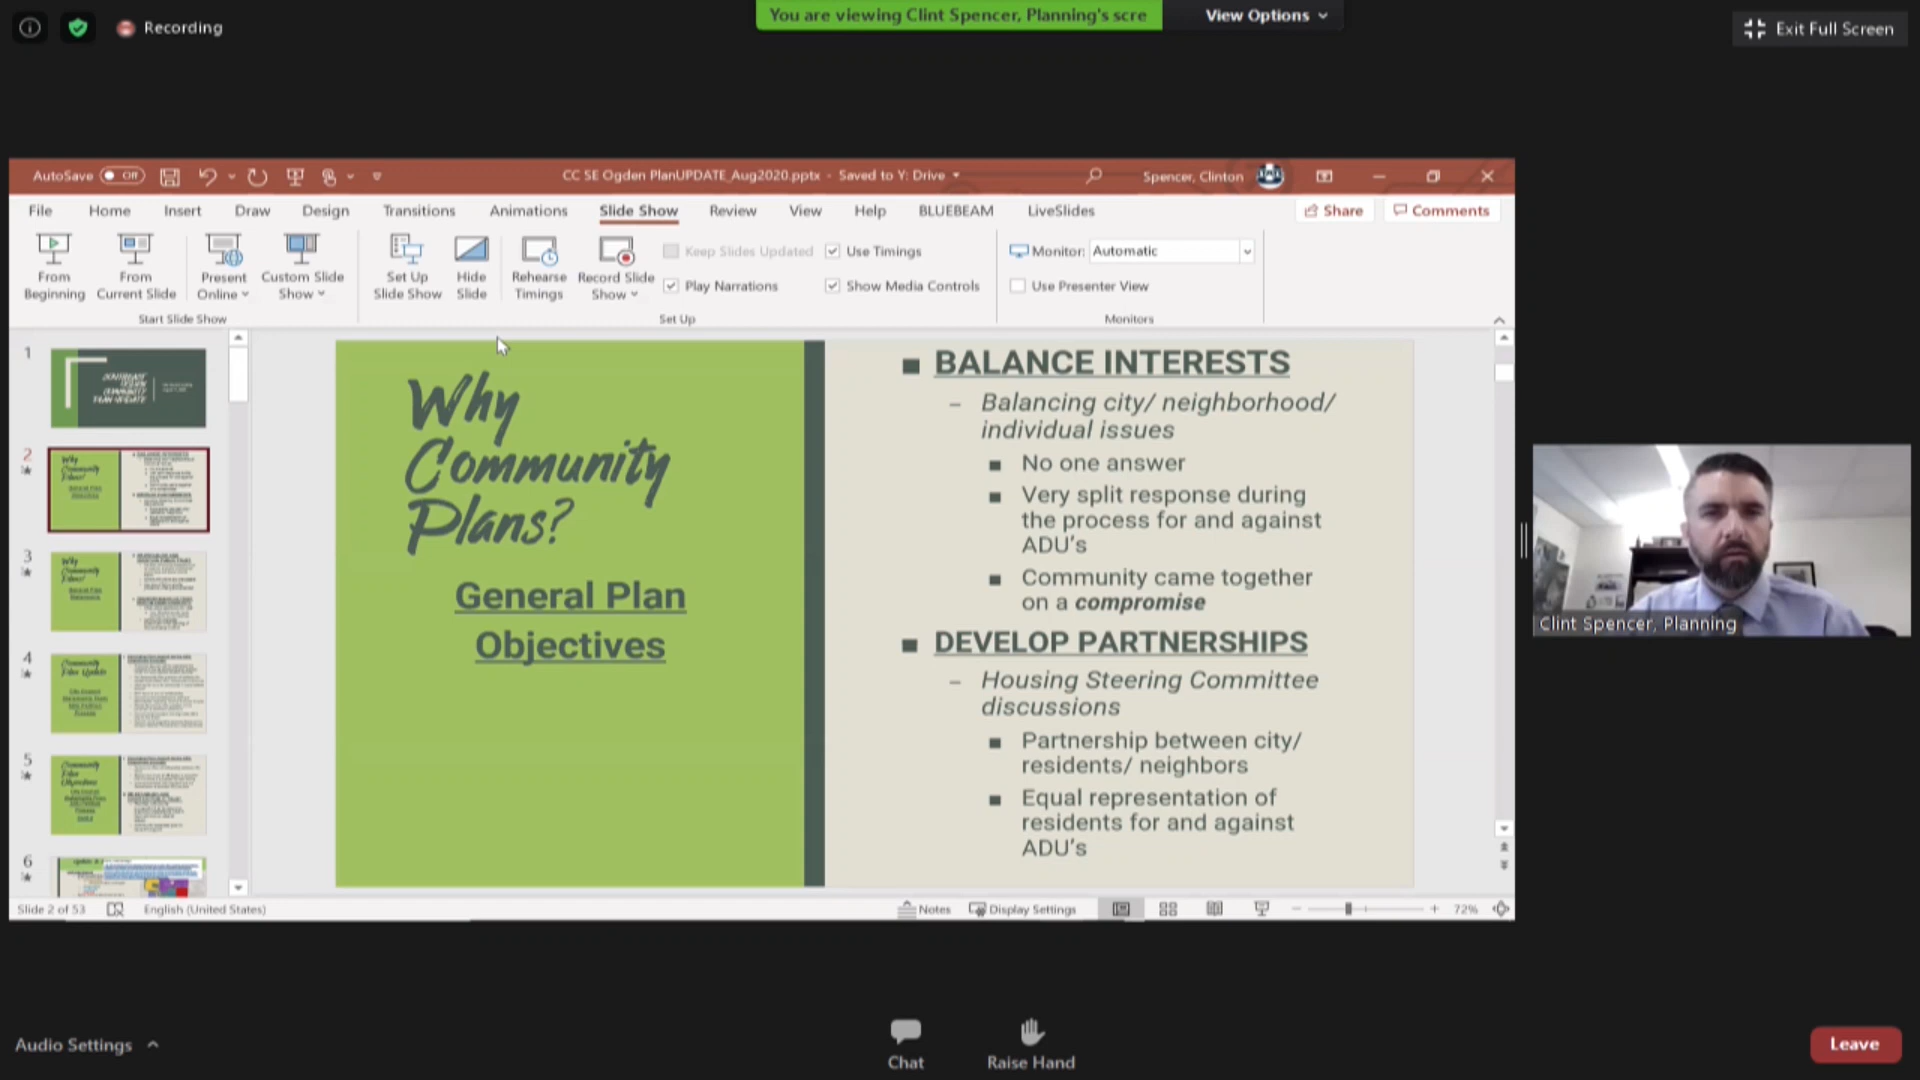 You are viewing Clint Spencer, Planning's scre
View Options
Recording
Exit Full Screen
AutoSave Off
CC SE Ogden PlanUPDATE_Aug2020.pptx - Saved to Y: Drive
Spencer, Clinton
File Home Insert Draw Design Transitions Animations Slide Show Review View Help BLUEBEAM LiveSlides
Share Comments
From Beginning
From Current Slide
Present Online
Custom Slide Show
Start Slide Show
Set Up Slide Show
Hide Slide
Rehearse Timings
Record Slide Show
Keep Slides Updated
Use Timings
Play Narrations
Show Media Controls
Set Up
Monitor: Automatic
Use Presenter View
Monitors
1
2
3
4
5
6
Why
Community
Plans?
General Plan
Objectives
BALANCE INTERESTS
– Balancing city/ neighborhood/
individual issues
No one answer
Very split response during
the process for and against
ADU's
Community came together
on a compromise
DEVELOP PARTNERSHIPS
– Housing Steering Committee
discussions
Partnership between city/
residents/ neighbors
Equal representation of
residents for and against
ADU's
Clint Spencer, Planning
Slide 2 of 53
English (United States)
Notes
Display Settings
72%
Audio Settings
Chat
Raise Hand
Leave